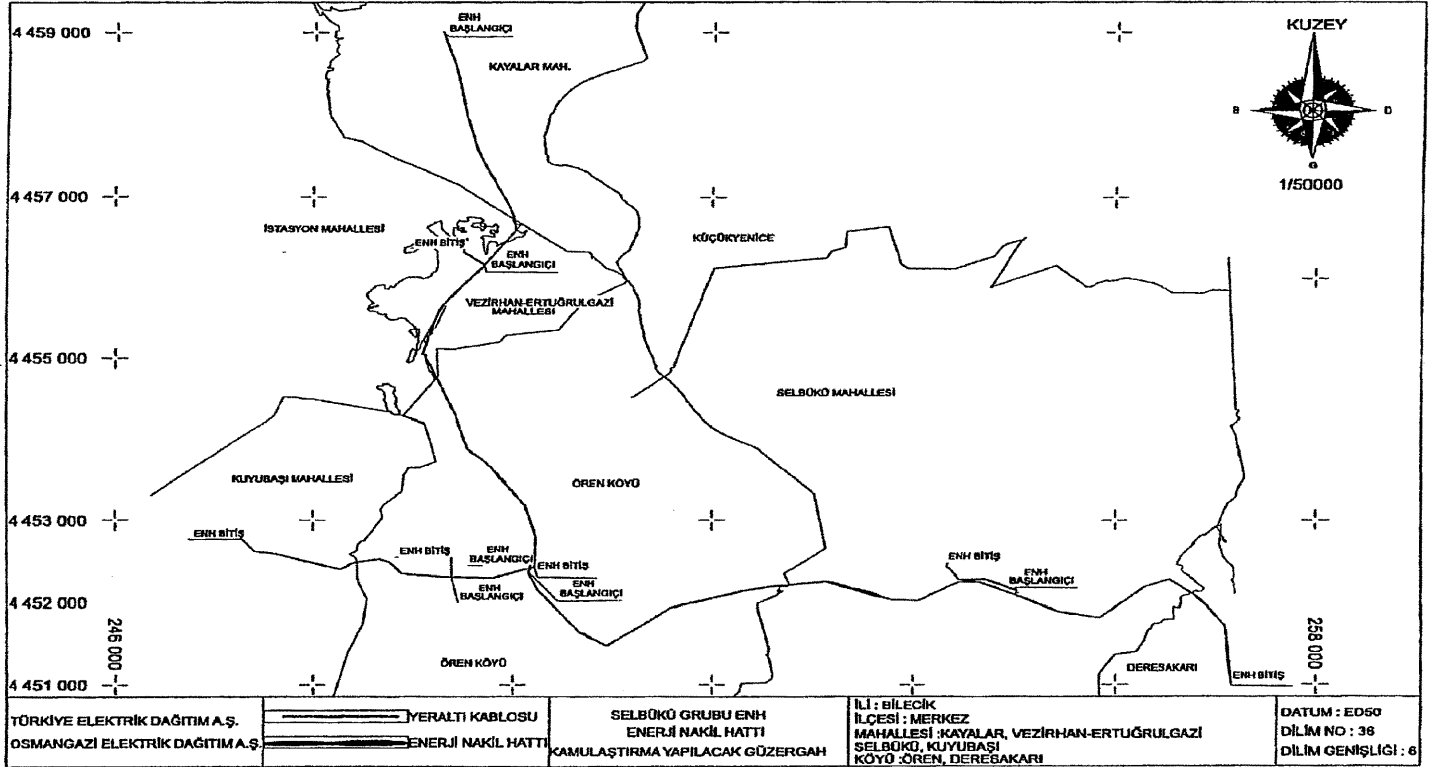 4 459 000
ENH
BAŞLANGIÇI
KAYALAR MAH.
KUZEY
B
D
G
1/50000
4 457 000
İSTASYON MAHALLESİ
ENH BİTİŞ
ENH
BAŞLANGIÇI
KÜÇÜKYENİCE
VEZİRHAN-ERTUĞRULGAZİ
MAHALLESİ
4 455 000
SELBÜKÜ MAHALLESİ
KUYUBAŞI MAHALLESİ
ÖREN KÖYÜ
4 453 000
ENH BİTİŞ
ENH BİTİŞ
ENH
BAŞLANGIÇI
ENH BİTİŞ
ENH
BAŞLANGIÇI
ENH
BAŞLANGIÇI
ENH BİTİŞ
ENH
BAŞLANGIÇI
4 452 000
246 000
258 000
ÖREN KÖYÜ
DERESAKARI
ENH BİTİŞ
4 451 000
TÜRKİYE ELEKTRİK DAĞITIM A.Ş.
OSMANGAZİ ELEKTRİK DAĞITIM A.Ş.
YERALTI KABLOSU
ENERJİ NAKİL HATTI
SELBÜKÜ GRUBU ENH
ENERJİ NAKİL HATTI
KAMULAŞTIRMA YAPILACAK GÜZERGAH
İLİ : BİLECİK
İLÇESİ : MERKEZ
MAHALLESİ :KAYALAR, VEZİRHAN-ERTUĞRULGAZİ
SELBÜKÜ, KUYUBAŞI
KÖYÜ :ÖREN, DERESAKARI
DATUM : ED50
DİLİM NO : 36
DİLİM GENİŞLİĞİ : 6